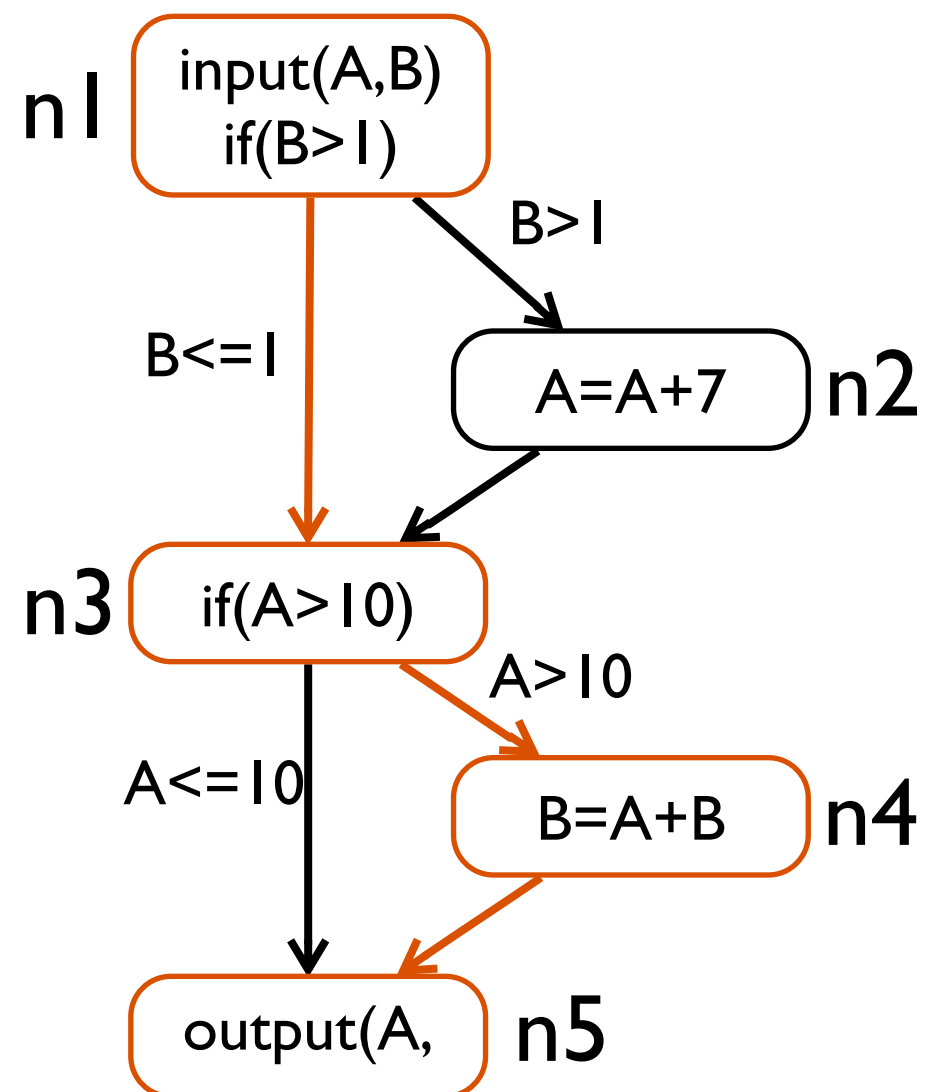 n1
input(A,B)
if(B>1)
B>1
B<=1
A=A+7
n2
n3
if(A>10)
A>10
A<=10
B=A+B
n4
output(A,
n5